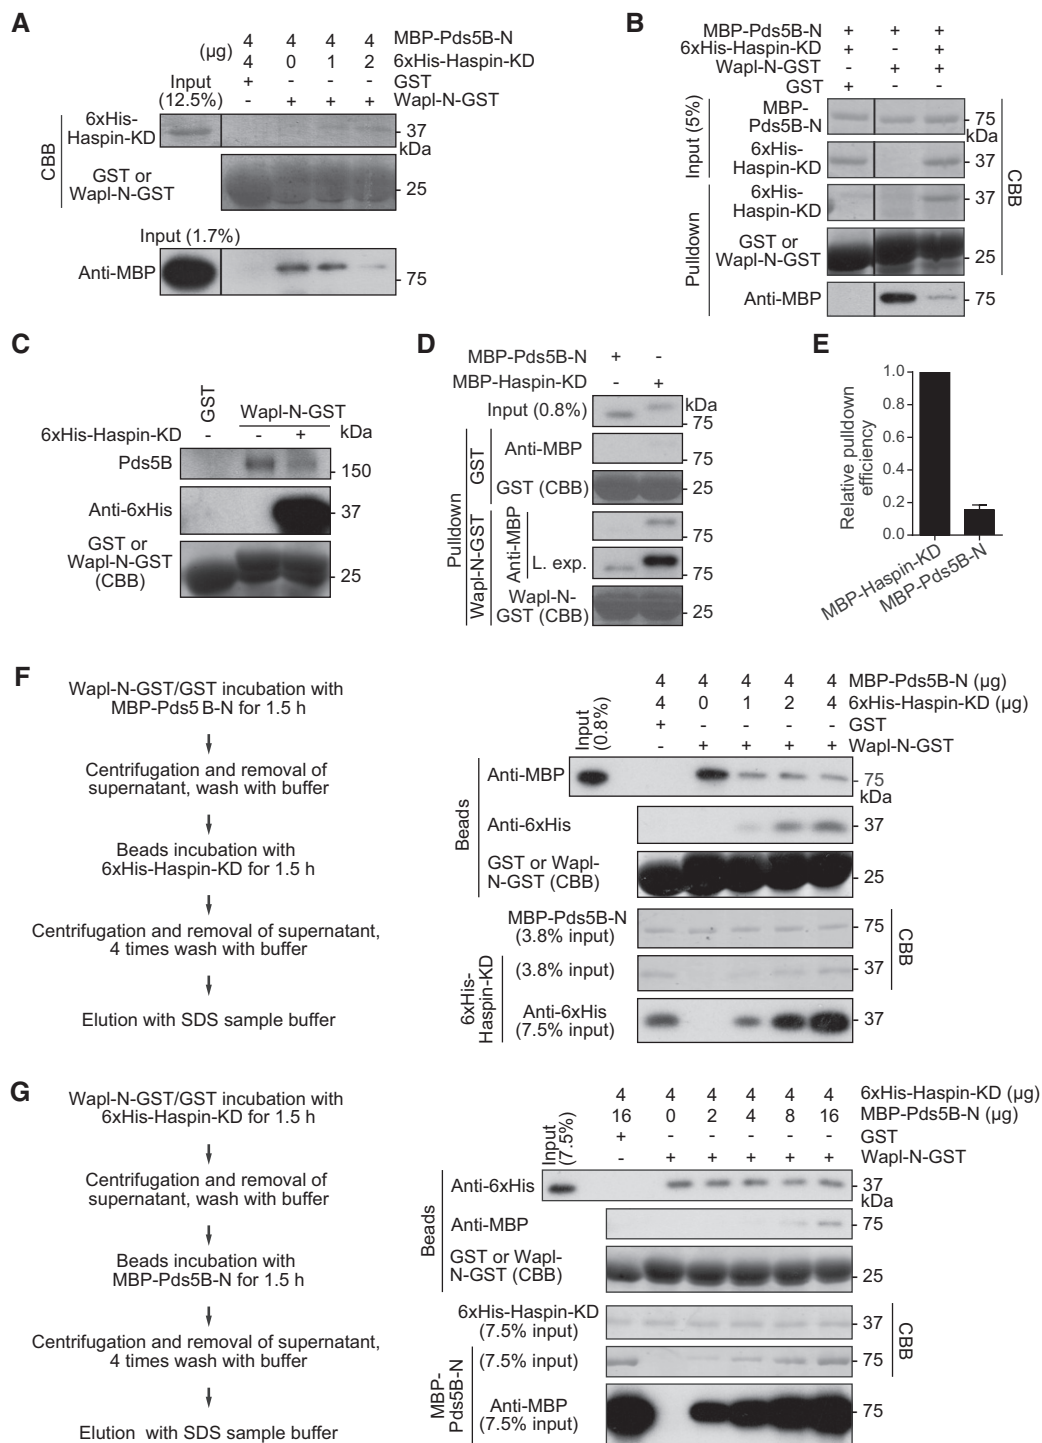 A
(µg) 4 4 4 4 MBP-Pds5B-N
4 0 1 2 6xHis-Haspin-KD
Input + - - - GST
(12.5%) - + + + Wapl-N-GST
CBB
6xHis-
Haspin-KD
37
kDa
GST or
Wapl-N-GST
25
Input (1.7%)
Anti-MBP
75
B
MBP-Pds5B-N + + +
6xHis-Haspin-KD + - +
Wapl-N-GST - + +
GST + - -
Input (5%)
MBP-
Pds5B-N
75
kDa
6xHis-
Haspin-KD
37
Pulldown
6xHis-
Haspin-KD
37
GST or
Wapl-N-GST
25
CBB
Anti-MBP
75
C
GST
Wapl-N-GST
6xHis-Haspin-KD - - + kDa
Pds5B
150
Anti-6xHis
37
GST or
Wapl-N-GST
(CBB)
25
D
MBP-Pds5B-N + -
MBP-Haspin-KD - +
Input (0.8%)
kDa
75
Pulldown
GST
Anti-MBP
75
GST (CBB)
25
Wapl-N-GST
Anti-MBP
75
L. exp.
75
Wapl-N-
GST (CBB)
25
E
Relative pulldown
efficiency
1.0
0.8
0.6
0.4
0.2
0.0
MBP-Haspin-KD
MBP-Pds5B-N
F
Wapl-N-GST/GST incubation with
MBP-Pds5B-N for 1.5 h
Centrifugation and removal of
supernatant, wash with buffer
Beads incubation with
6xHis-Haspin-KD for 1.5 h
Centrifugation and removal of supernatant,
4 times wash with buffer
Elution with SDS sample buffer
Input
(0.8%)
4 4 4 4 4 MBP-Pds5B-N (µg)
4 0 1 2 4 6xHis-Haspin-KD (µg)
+ - - - - GST
- + + + + Wapl-N-GST
Beads
Anti-MBP
75
kDa
Anti-6xHis
37
GST or Wapl-
N-GST (CBB)
25
MBP-Pds5B-N
(3.8% input)
75
6xHis-
Haspin-KD
(3.8% input)
37
CBB
Anti-6xHis
(7.5% input)
37
G
Wapl-N-GST/GST incubation with
6xHis-Haspin-KD for 1.5 h
Centrifugation and removal of
supernatant, wash with buffer
Beads incubation with
MBP-Pds5B-N for 1.5 h
Centrifugation and removal of supernatant,
4 times wash with buffer
Elution with SDS sample buffer
Input
(7.5%)
4 4 4 4 4 4 6xHis-Haspin-KD (µg)
16 0 2 4 8 16 MBP-Pds5B-N (µg)
+ - - - - - GST
- + + + + + Wapl-N-GST
Beads
Anti-6xHis
37
kDa
Anti-MBP
75
GST or Wapl-
N-GST (CBB)
25
6xHis-Haspin-KD
(7.5% input)
37
MBP-
Pds5B-N
(7.5% input)
75
CBB
Anti-MBP
(7.5% input)
75